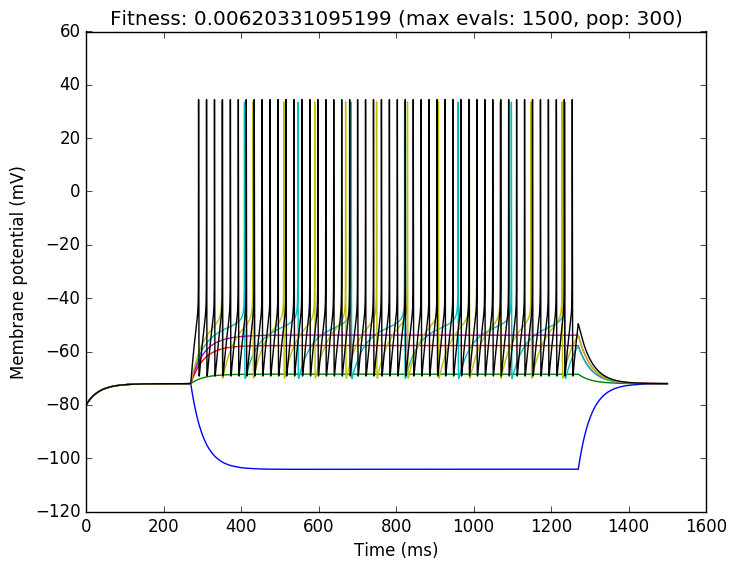 Fitness: 0.00620331095199 (max evals: 1500, pop: 300)
60
40
20
0
−20
−40
−60
−80
−100
−120
Membrane potential (mV)
0 200 400 600 800 1000 1200 1400 1600
Time (ms)